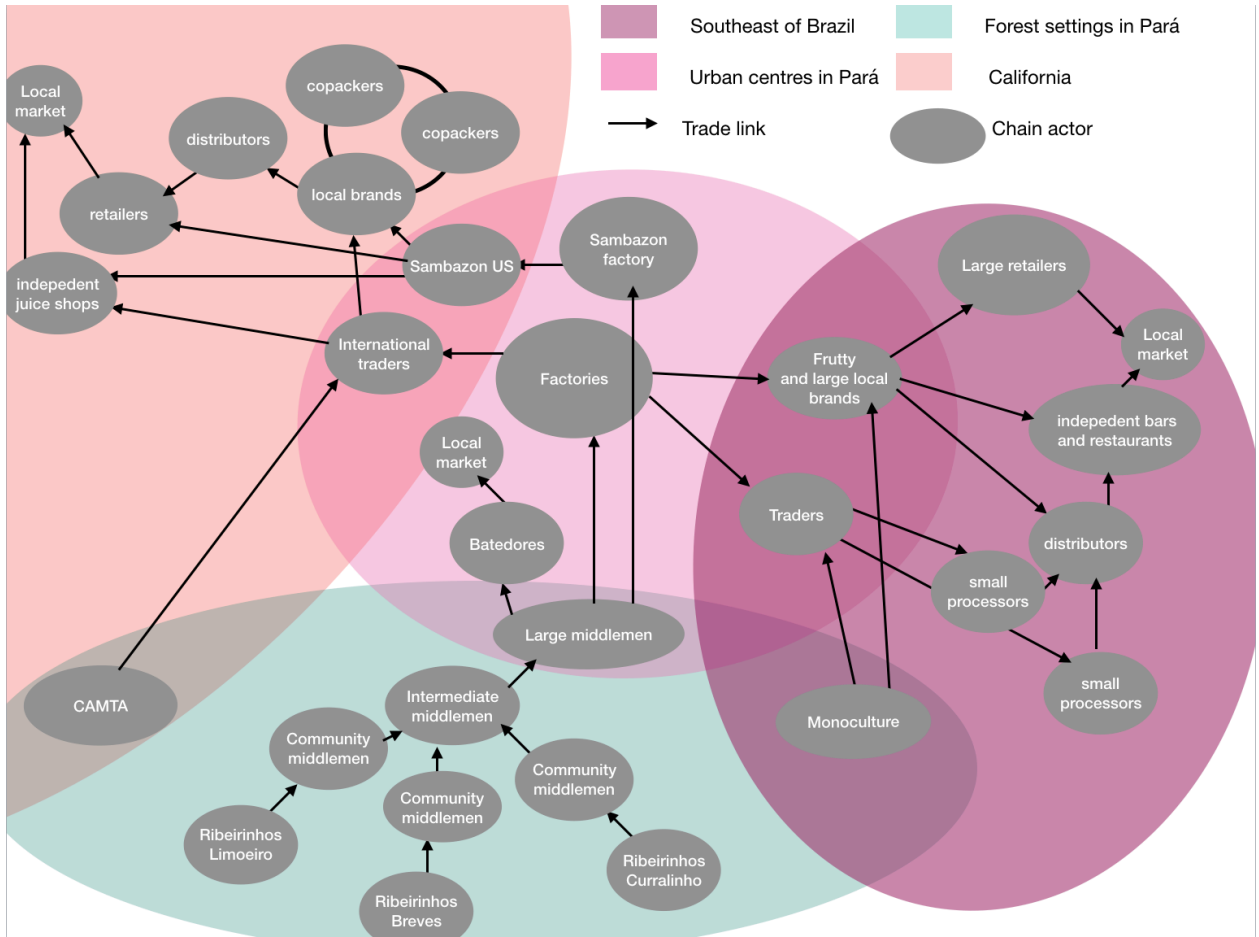 Southeast of Brazil
Forest settings in Pará
Urban centres in Pará
California
Trade link
Chain actor
Local
market
copackers
copackers
distributors
local brands
retailers
Sambazon US
Sambazon
factory
indepedent
juice shops
International
traders
Factories
Large retailers
Local
market
Frutty
and large local
brands
indepedent bars
and restaurants
Local
market
Batedores
Traders
distributors
small
processors
Large middlemen
small
processors
CAMTA
Intermediate
middlemen
Monoculture
Community
middlemen
Community
middlemen
Community
middlemen
Ribeirinhos
Limoeiro
Ribeirinhos
Curralinho
Ribeirinhos
Breves